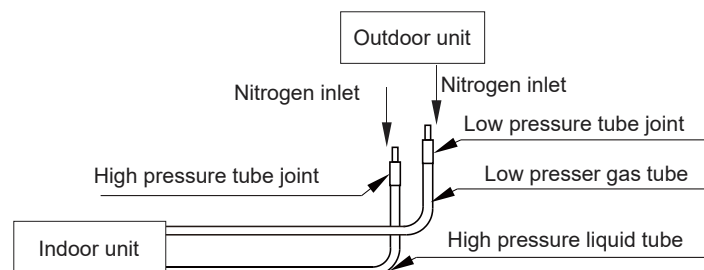 Outdoor unit
Nitrogen inlet
Nitrogen inlet
Low pressure tube joint
High pressure tube joint
Low presser gas tube
Indoor unit
High pressure liquid tube